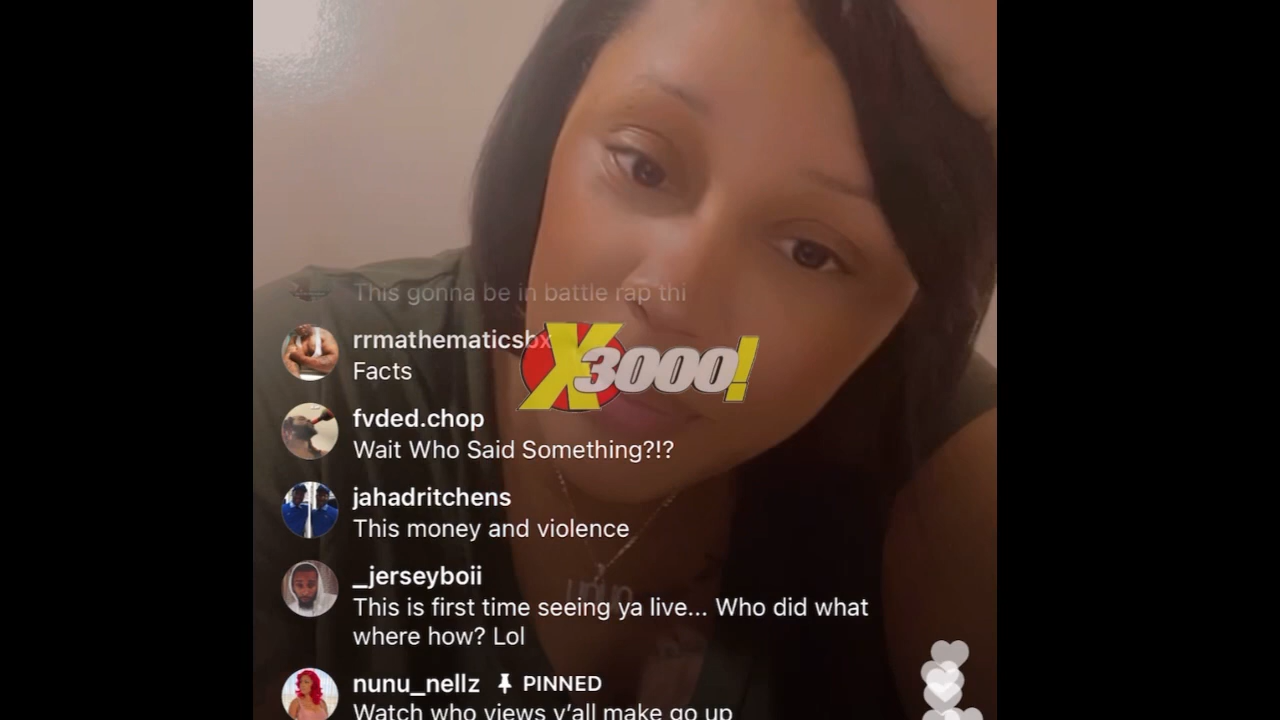 This gonna be in battle rap thi
rrmathematicsbx
Facts
X3000!
fvded.chop
Wait Who Said Something?!?
jahadritchens
This money and violence
_jerseyboii
This is first time seeing ya live... Who did what
where how? Lol
nunu_nellz PINNED
Watch who views y'all make go up